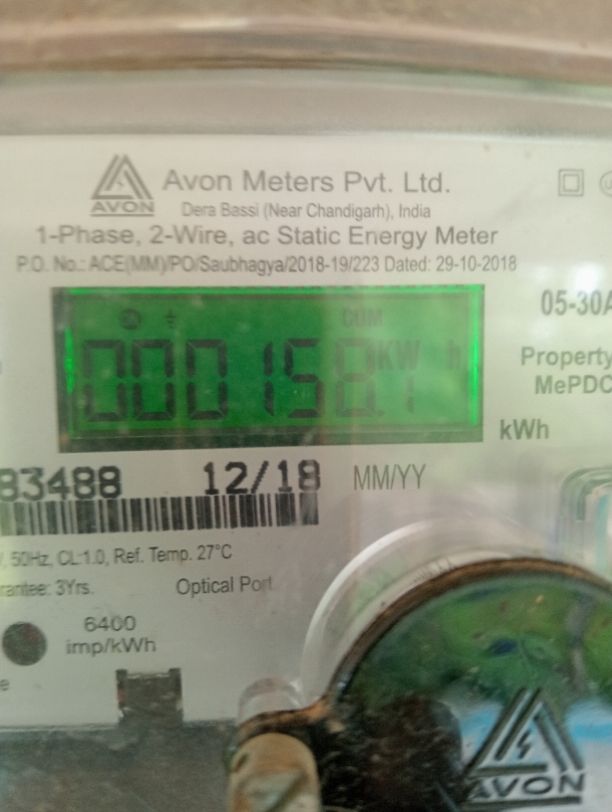 AVON
Avon Meters Pvt. Ltd.
Dera Bassi (Near Chandigarh), India
1-Phase, 2-Wire, ac Static Energy Meter
P.O. No.: ACE(MM)/PO/Saubhagya/2018-19/223 Dated: 29-10-2018
CUM
000158.1 KW h
05-30A
Property
MePDC
kWh
83488 12/18 MM/YY
50Hz, CL:1.0, Ref. Temp. 27°C
3Yrs. Optical Port
6400
imp/kWh
AVON